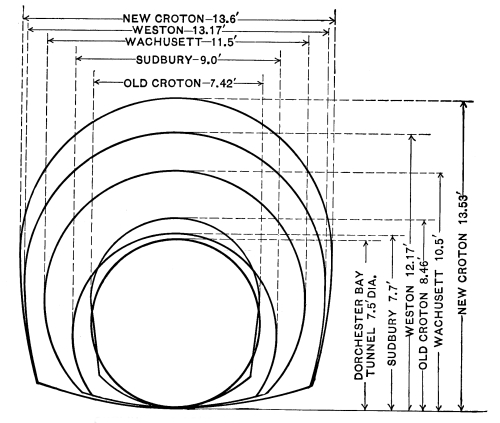 NEW CROTON-13.6'
WESTON-13.17'
WACHUSETT-11.5'
SUDBURY-9.0'
OLD CROTON-7.42'
DORCHESTER BAY
TUNNEL 7.5' DIA.
SUDBURY 7.7'
WESTON 12.17'
OLD CROTON 8.46'
WACHUSETT 10.5'
NEW CROTON 13.53'